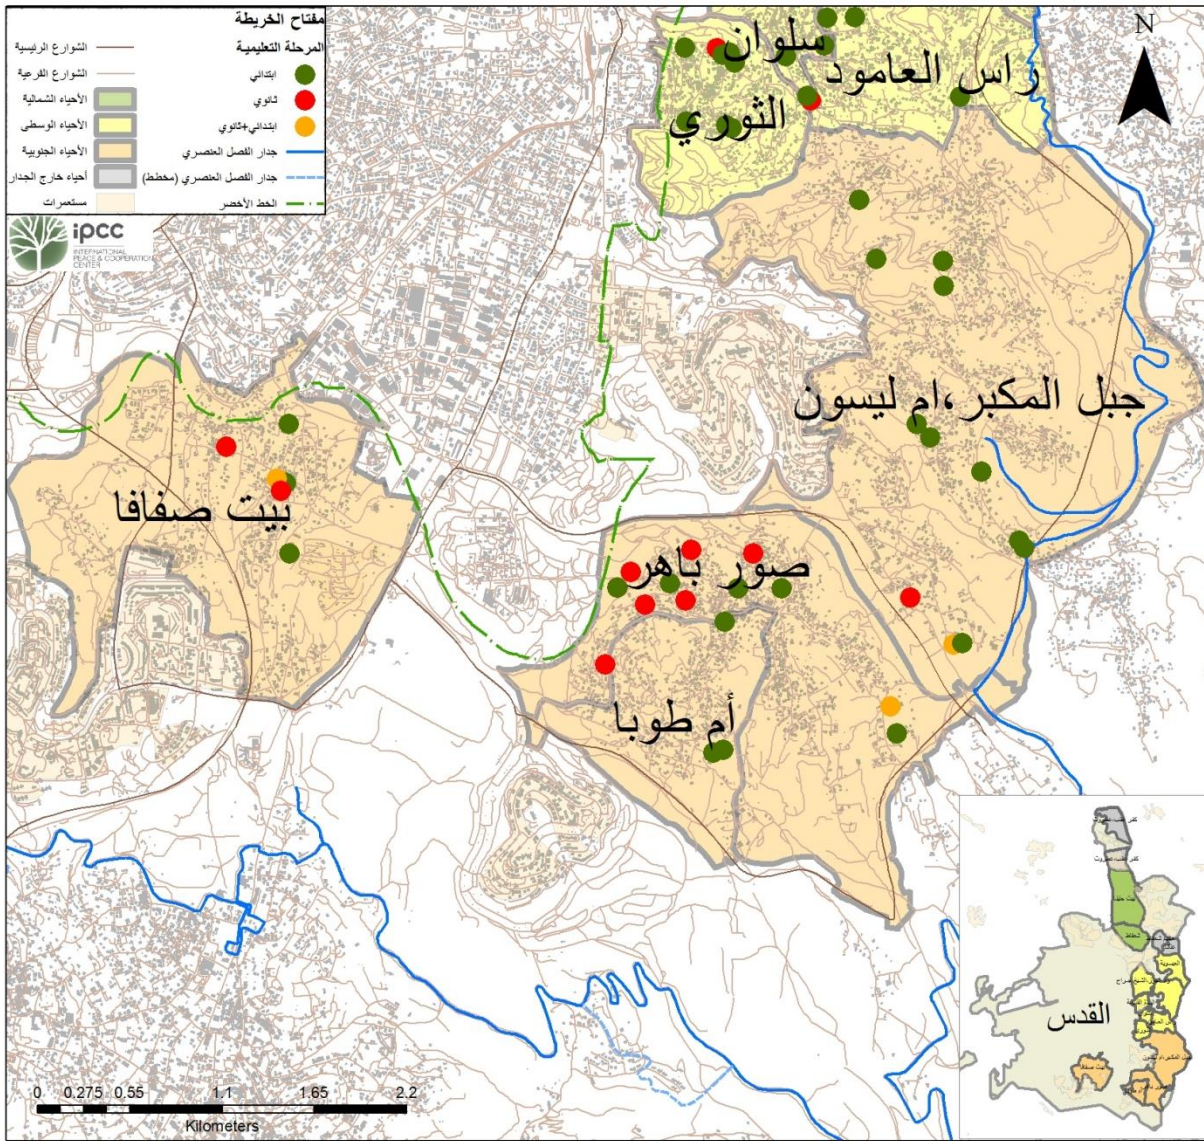 مفتاح الخريطة
المرحلة التعليمية
ابتدائي
ثانوي
ابتدائي+ثانوي
جدار الفصل العنصري
جدار الفصل العنصري (مخطط)
الخط الأخضر
الشوارع الرئيسية
الشوارع الفرعية
الأحياء الشمالية
الأحياء الوسطى
الأحياء الجنوبية
أحياء خارج الجدار
مستعمرات
ipcc
INTERNATIONAL
PEACE & COOPERATION
CENTER
N
سلوان
راس العامود
الثوري
جبل المكبر،ام ليسون
بيت صفافا
صور باهر
أم طوبا
القدس
العيسوية
بيت صفافا
0 0.275 0.55 1.1 1.65 2.2
Kilometers